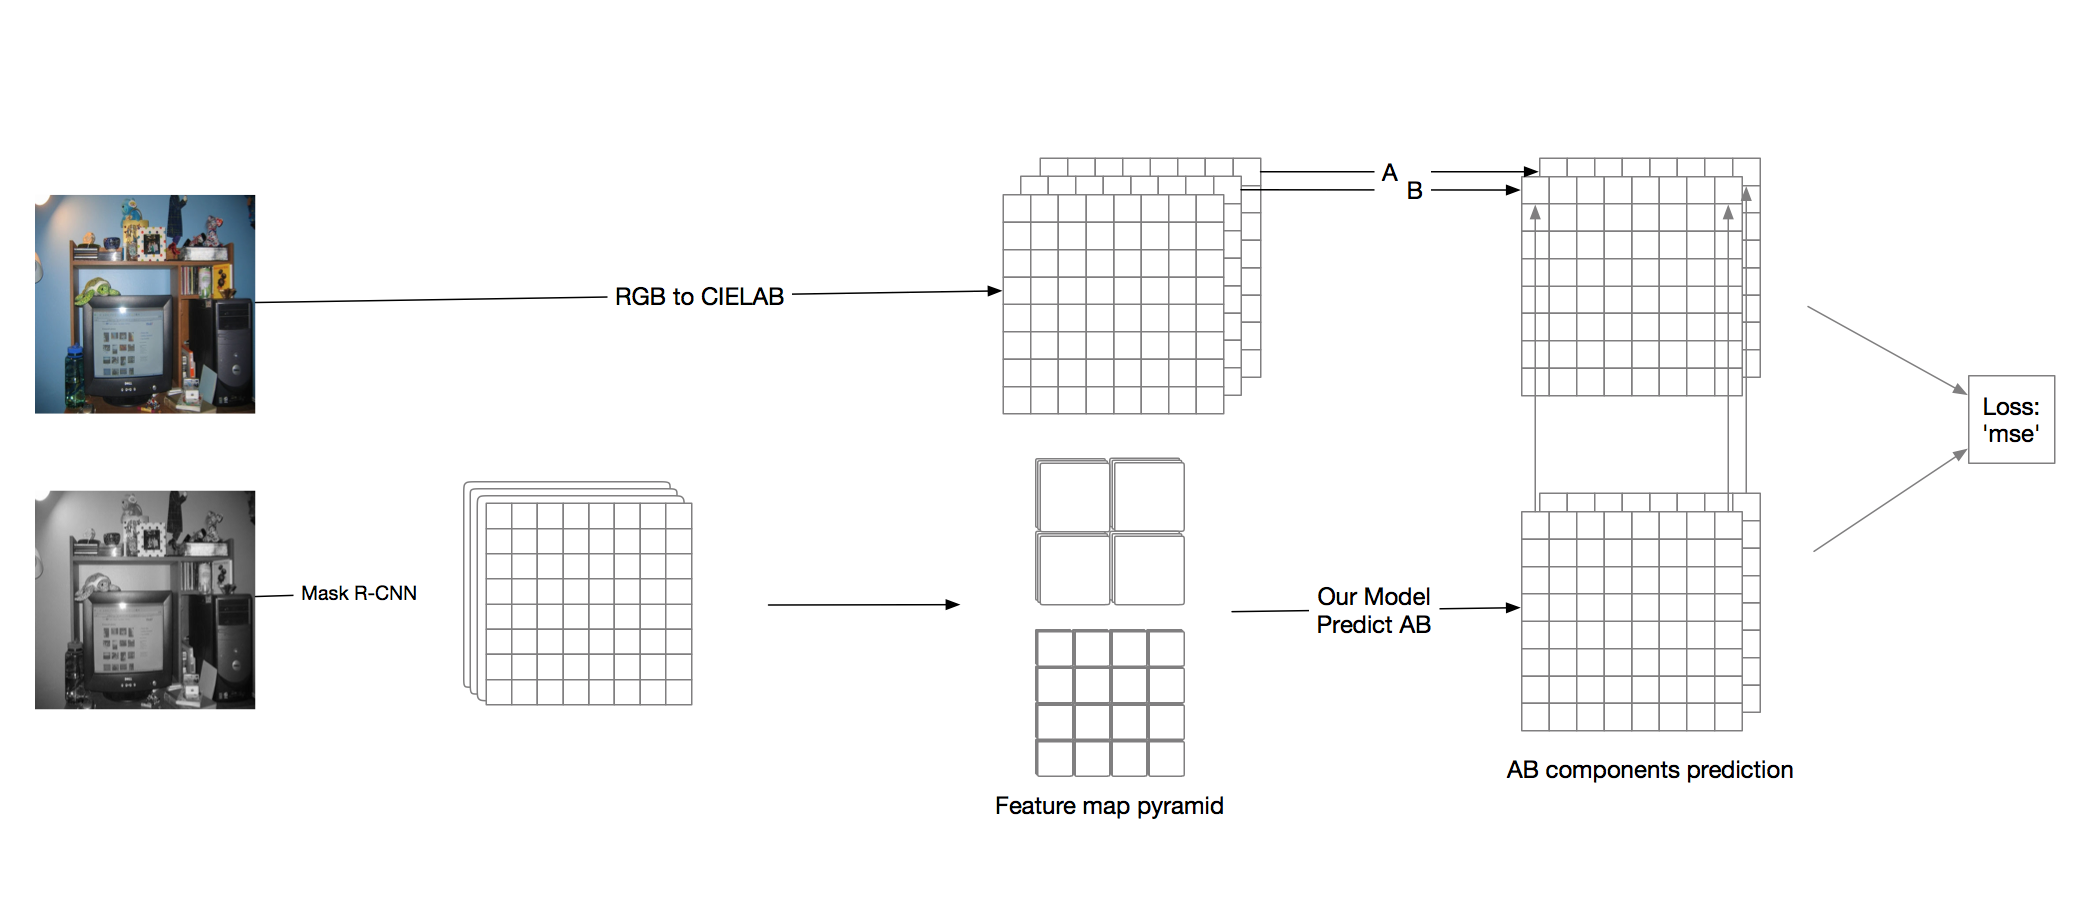 A
B
RGB to CIELAB
Loss:
'mse'
Mask R-CNN
Our Model
Predict AB
AB components prediction
Feature map pyramid